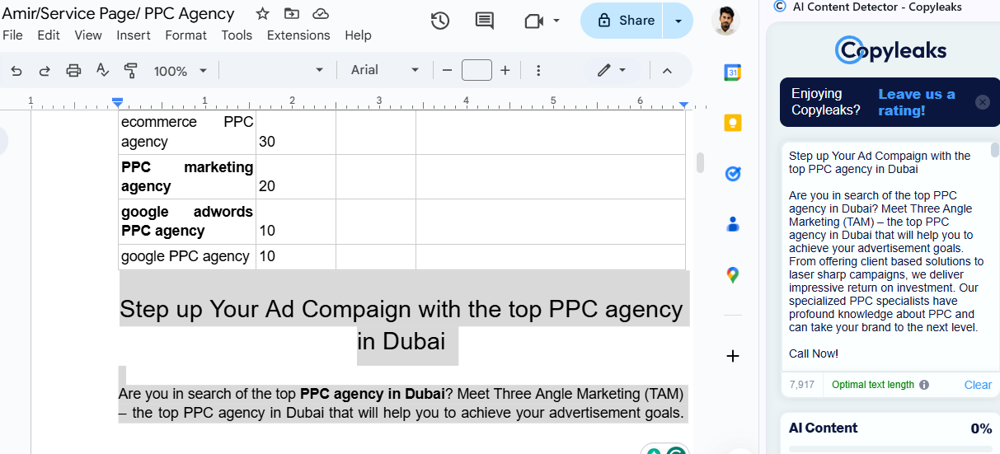 Amir/Service Page/ PPC Agency
File Edit View Insert Format Tools Extensions Help
Share
100%
Arial
1 1 2 3 4 5 6
ecommerce PPC
agency 30
PPC marketing
agency 20
google adwords
PPC agency 10
google PPC agency 10
Step up Your Ad Compaign with the top PPC agency
in Dubai
Are you in search of the top PPC agency in Dubai? Meet Three Angle Marketing (TAM)
– the top PPC agency in Dubai that will help you to achieve your advertisement goals.
31
AI Content Detector - Copyleaks
Copyleaks
Enjoying
Copyleaks?
Leave us a
rating!
Step up Your Ad Compaign with the
top PPC agency in Dubai
Are you in search of the top PPC
agency in Dubai? Meet Three Angle
Marketing (TAM) – the top PPC
agency in Dubai that will help you to
achieve your advertisement goals.
From offering client based solutions to
laser sharp campaigns, we deliver
impressive return on investment. Our
specialized PPC specialists have
profound knowledge about PPC and
can take your brand to the next level.
Call Now!
7,917 Optimal text length Clear
AI Content 0%